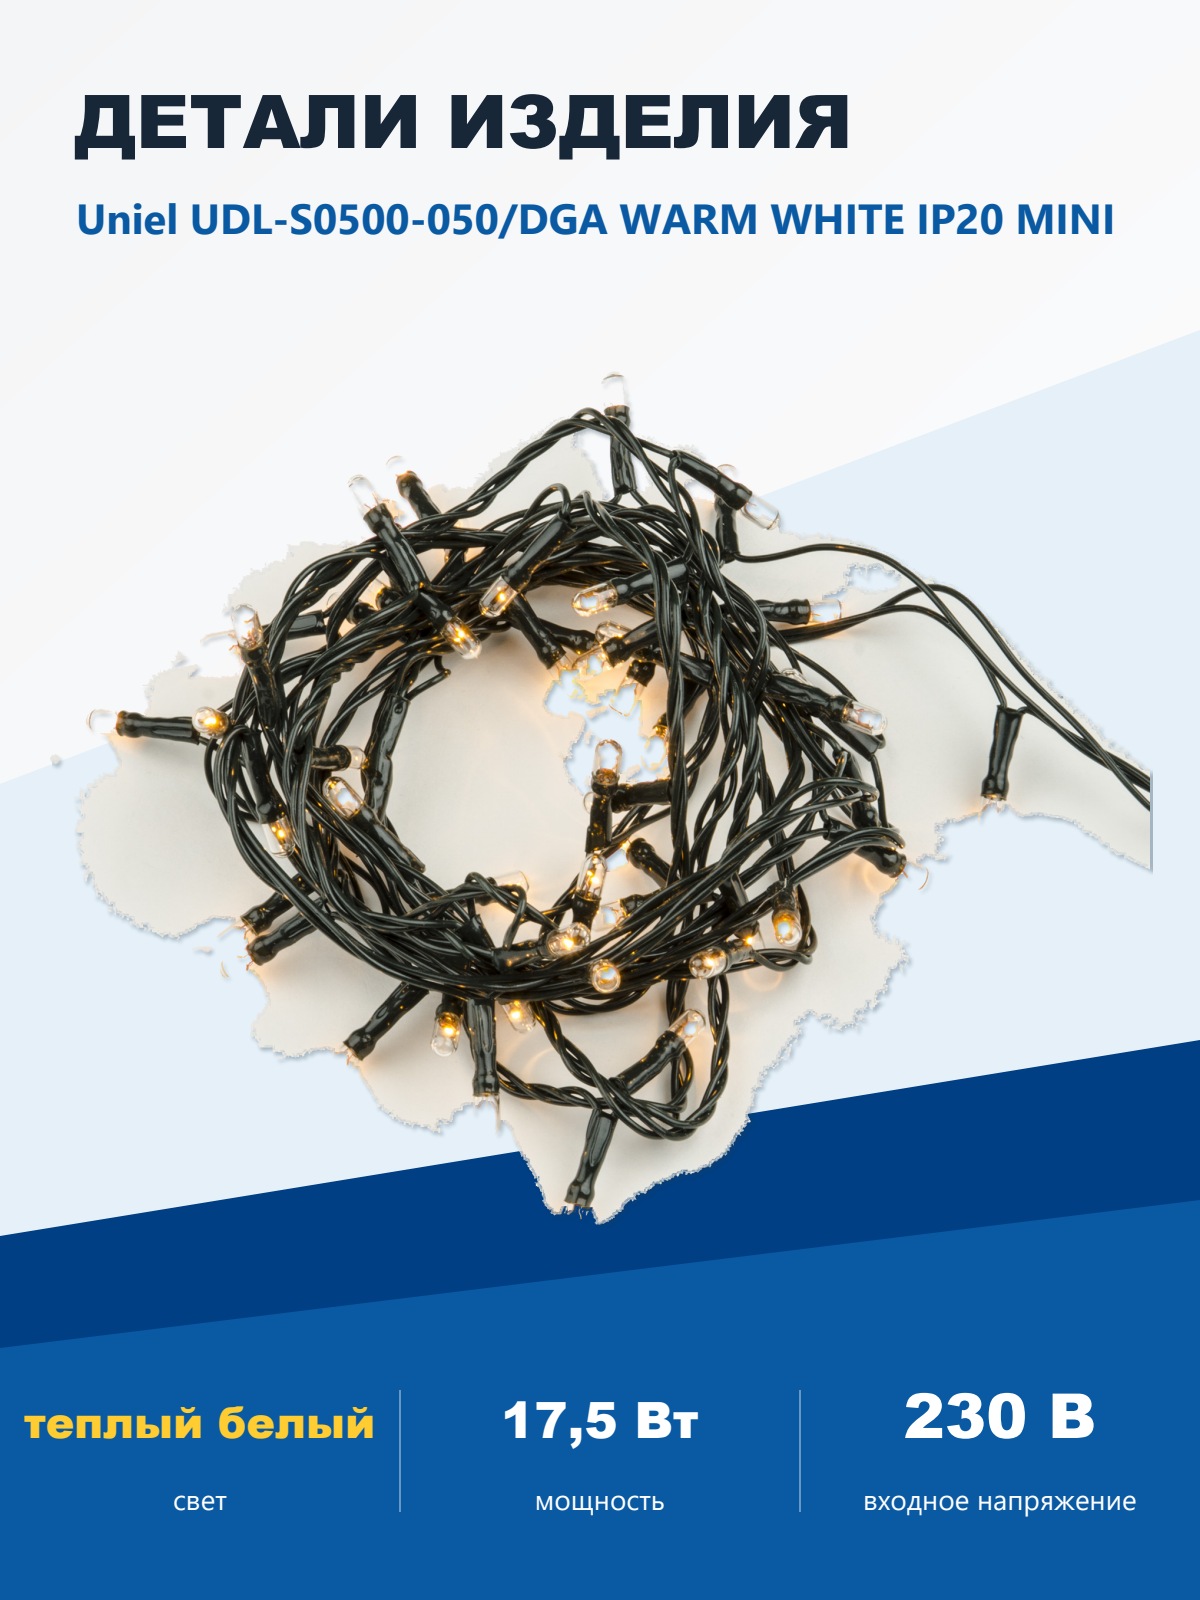 ДЕТАЛИ ИЗДЕЛИЯ
Uniel UDL-S0500-050/DGA WARM WHITE IP20 MINI
теплый белый
свет
17,5 Вт
мощность
230 В
входное напряжение